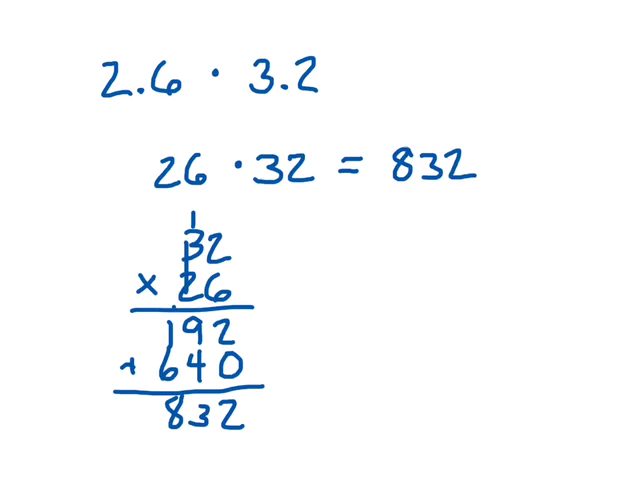 2.6 · 3.2
26 · 32 = 832
1
32
x 26
192
+ 640
832